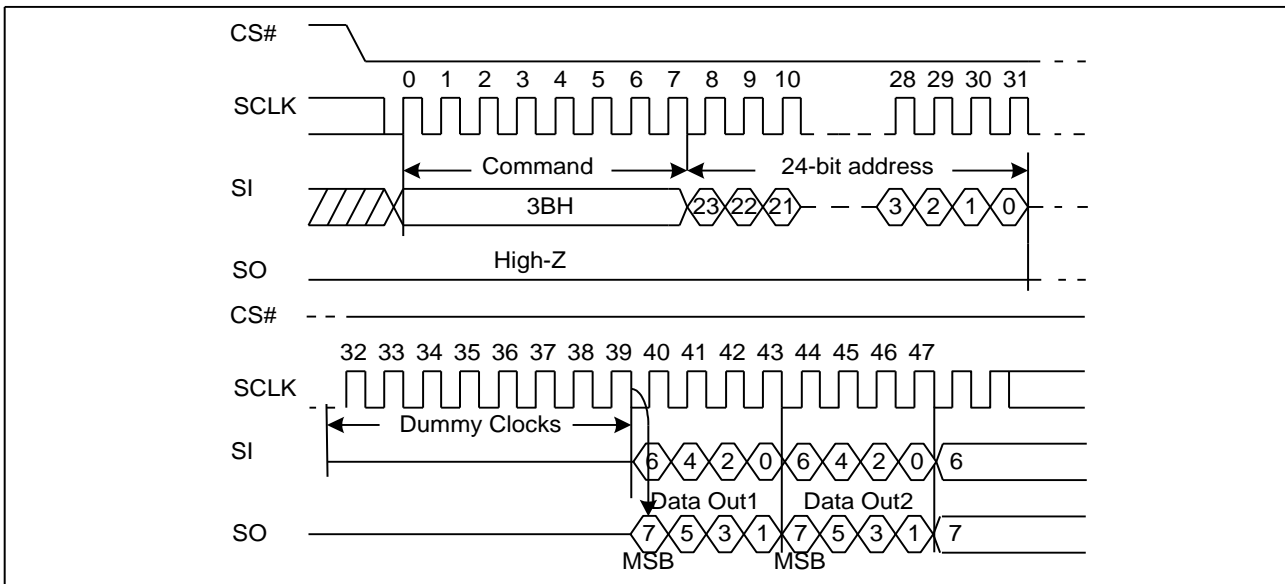 CS#
0 1 2 3 4 5 6 7 8 9 10 28 29 30 31
SCLK
Command 24-bit address
SI 3BH 23 22 21 3 2 1 0
High-Z
SO
CS#
32 33 34 35 36 37 38 39 40 41 42 43 44 45 46 47
SCLK
Dummy Clocks
SI 6 4 2 0 6 4 2 0 6
Data Out1 Data Out2
SO 7 5 3 1 7 5 3 1 7
MSB MSB